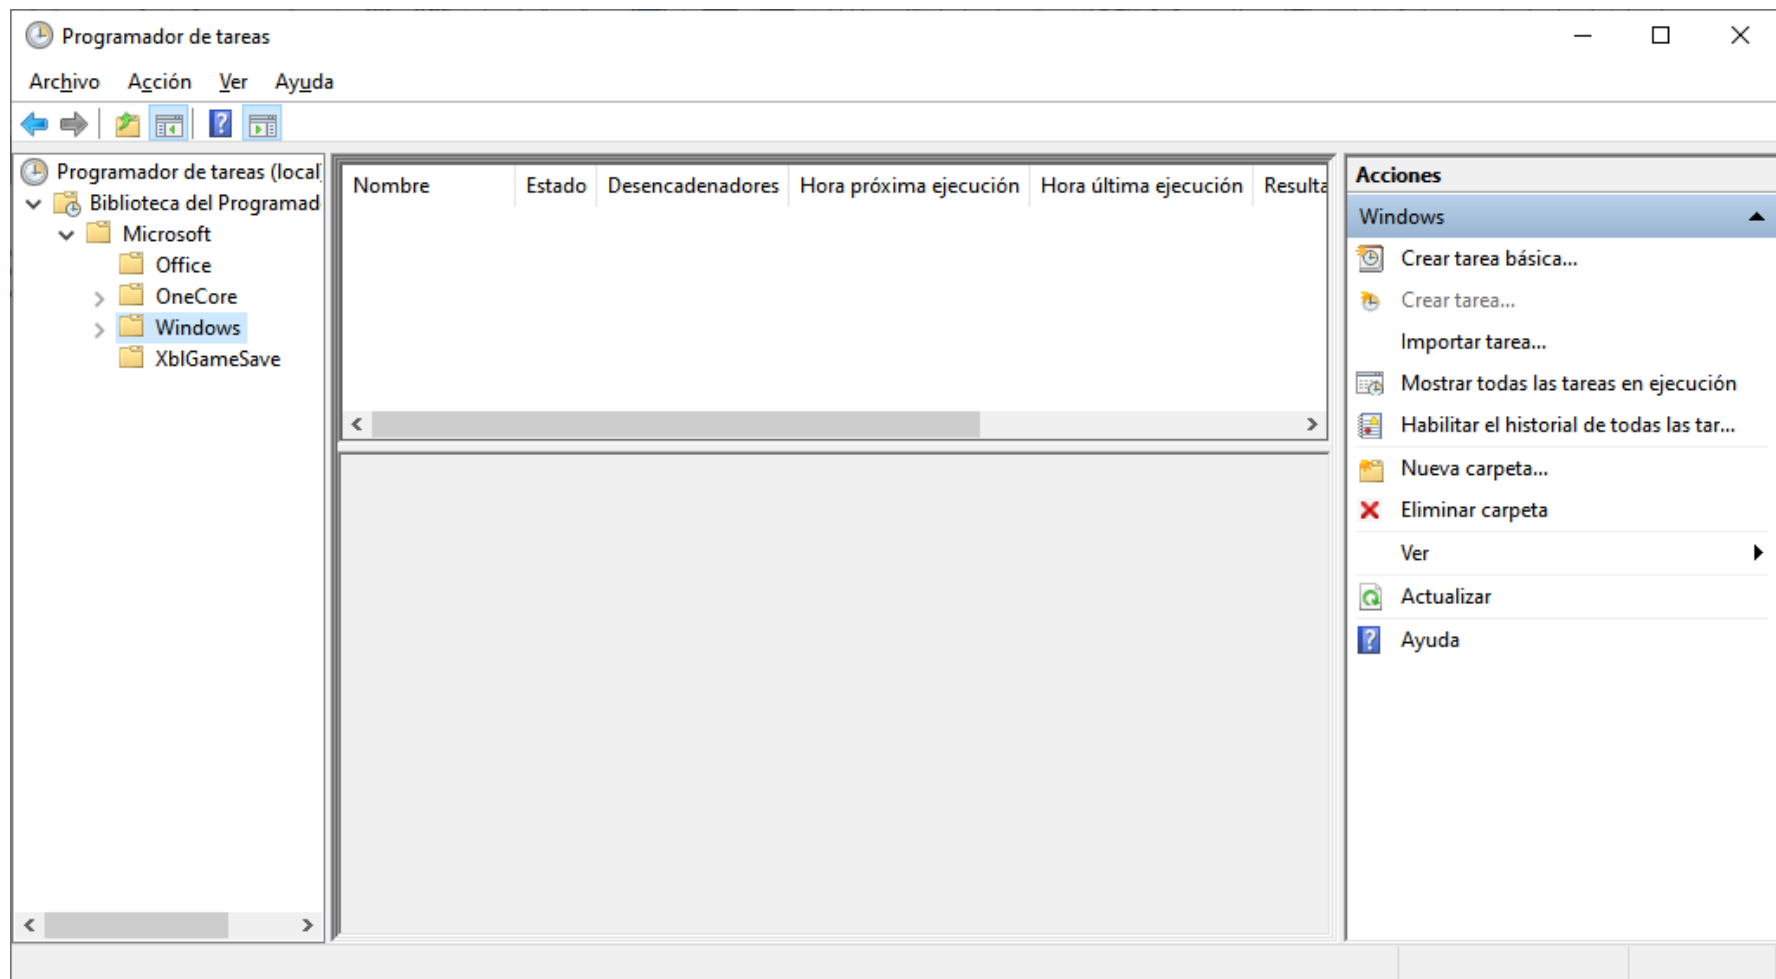 Programador de tareas
Archivo Acción Ver Ayuda
Programador de tareas (local)
Biblioteca del Programad
Microsoft
Office
OneCore
Windows
XblGameSave
Nombre Estado Desencadenadores Hora próxima ejecución Hora última ejecución Resulta
Acciones
Windows
Crear tarea básica...
Crear tarea...
Importar tarea...
Mostrar todas las tareas en ejecución
Habilitar el historial de todas las tar...
Nueva carpeta...
Eliminar carpeta
Ver
Actualizar
Ayuda